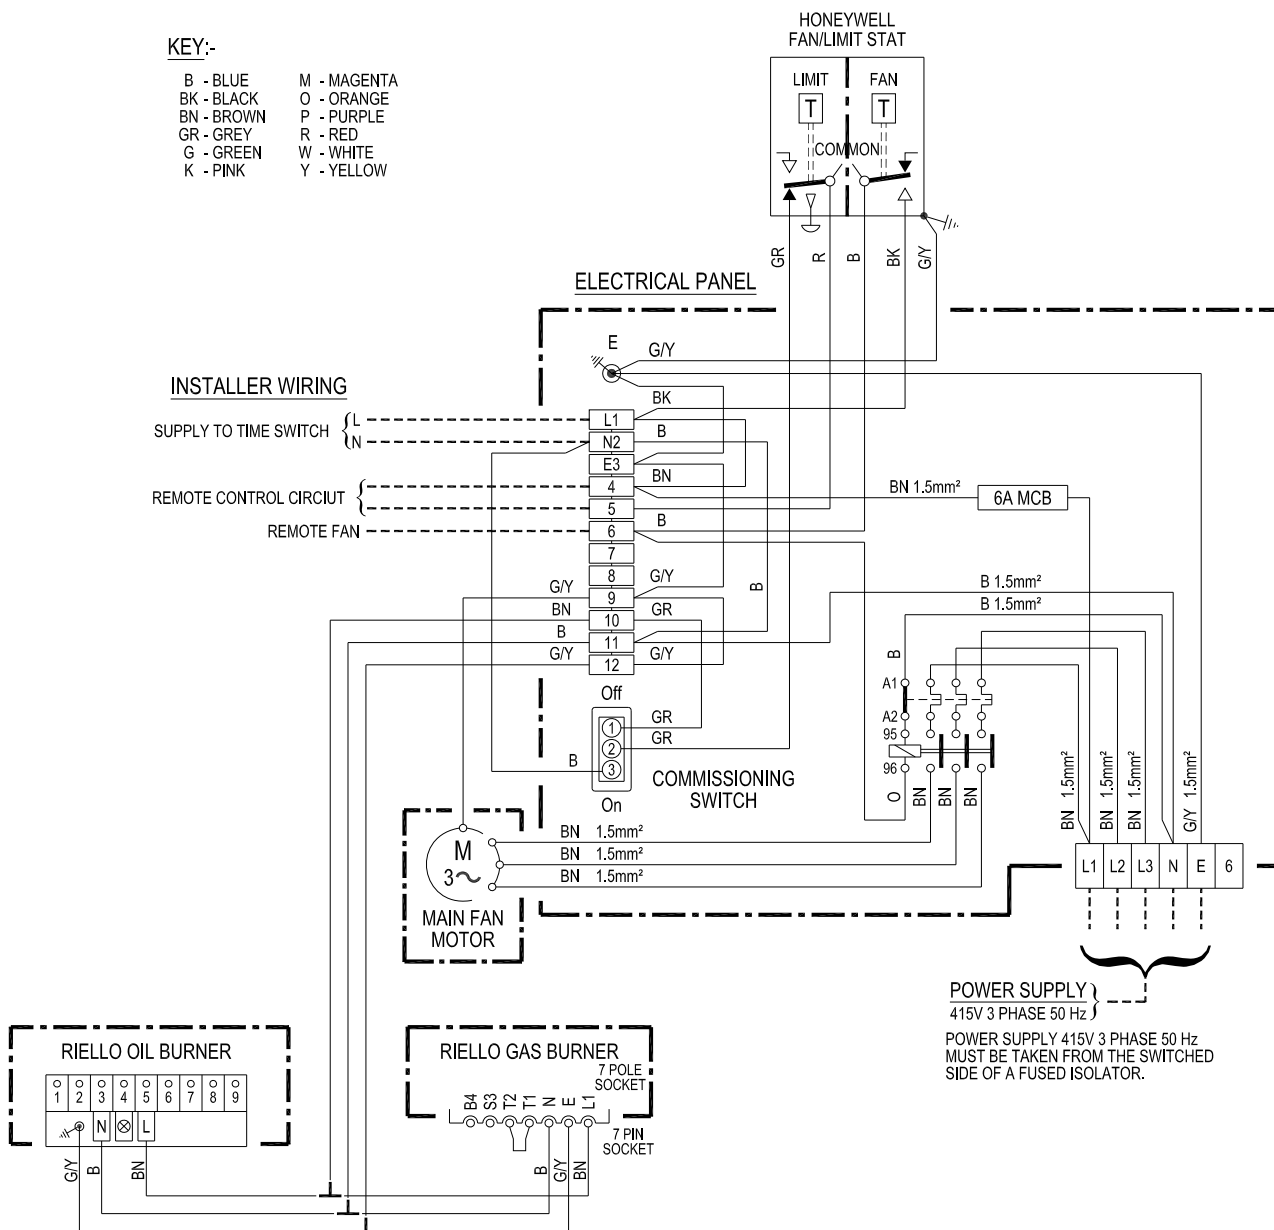 HONEYWELL
FAN/LIMIT STAT
KEY:-
B - BLUE
BK - BLACK
BN - BROWN
GR - GREY
G - GREEN
K - PINK
M - MAGENTA
O - ORANGE
P - PURPLE
R - RED
W - WHITE
Y - YELLOW
LIMIT
FAN
T
T
COMMON
GR
R
B
BK
G/Y
ELECTRICAL PANEL
E
G/Y
INSTALLER WIRING
SUPPLY TO TIME SWITCH
L
N
REMOTE CONTROL CIRCIUT
REMOTE FAN
L1
N2
E3
4
5
6
7
8
9
10
11
12
BK
B
BN
B
G/Y
GR
G/Y
B
G/Y
BN
B
G/Y
BN 1.5mm²
6A MCB
B 1.5mm²
B 1.5mm²
B
A1
A2
95
96
O
BN
BN
BN
Off
1
2
3
On
GR
GR
B
COMMISSIONING
SWITCH
BN 1.5mm²
BN 1.5mm²
BN 1.5mm²
G/Y 1.5mm²
M
3
MAIN FAN
MOTOR
BN 1.5mm²
BN 1.5mm²
BN 1.5mm²
L1
L2
L3
N
E
6
POWER SUPPLY
415V 3 PHASE 50 Hz
POWER SUPPLY 415V 3 PHASE 50 Hz
MUST BE TAKEN FROM THE SWITCHED
SIDE OF A FUSED ISOLATOR.
RIELLO OIL BURNER
1 2 3 4 5 6 7 8 9
N
L
G/Y
B
BN
RIELLO GAS BURNER
7 POLE
SOCKET
B4
S3
T2
T1
N
E
L1
7 PIN
SOCKET
B
G/Y
BN